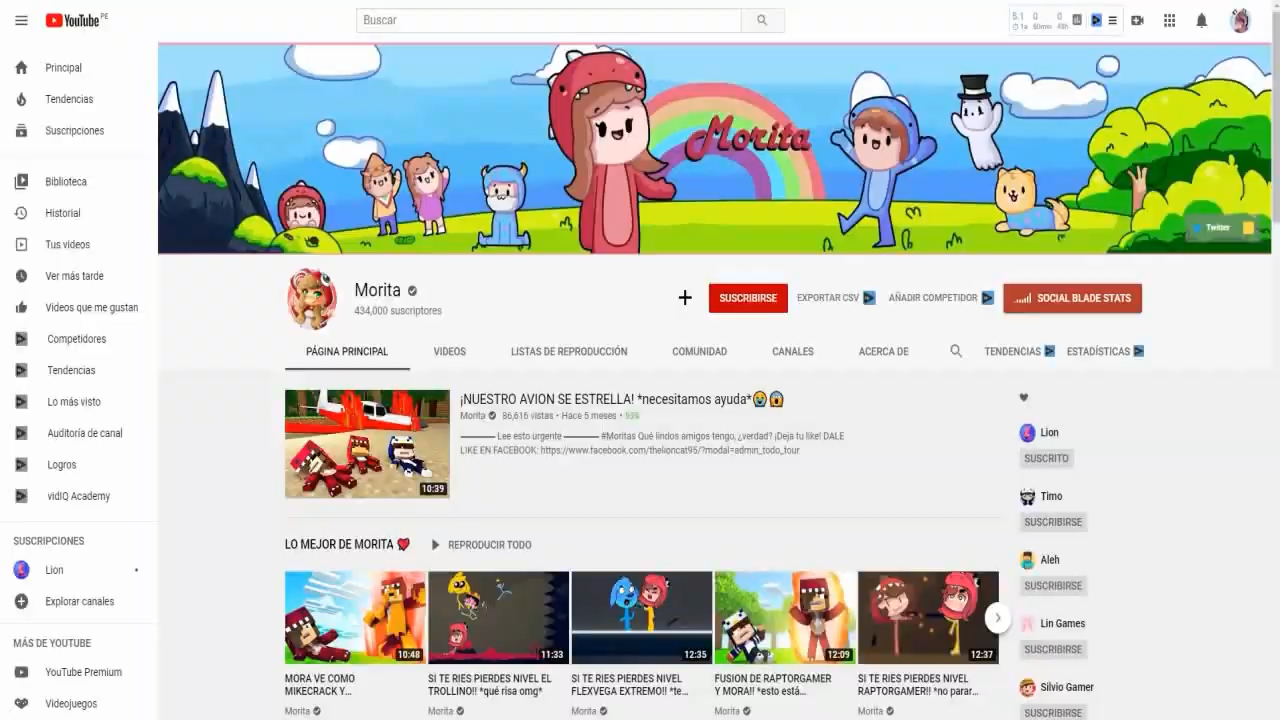 YouTube PE
Buscar
5.1 0 0
1a 60min 48h
Principal
Tendencias
Suscripciones
Biblioteca
Historial
Tus videos
Ver más tarde
Videos que me gustan
Competidores
Tendencias
Lo más visto
Auditoría de canal
Logros
vidIQ Academy
SUSCRIPCIONES
Lion
Explorar canales
MÁS DE YOUTUBE
YouTube Premium
Videojuegos
Morita
Twitter
Morita
434,000 suscriptores
SUSCRIBIRSE
EXPORTAR CSV
AÑADIR COMPETIDOR
SOCIAL BLADE STATS
PÁGINA PRINCIPAL
VIDEOS
LISTAS DE REPRODUCCIÓN
COMUNIDAD
CANALES
ACERCA DE
TENDENCIAS
ESTADÍSTICAS
10:39
¡NUESTRO AVION SE ESTRELLA! *necesitamos ayuda*😭😱
Morita 86,616 vistas • Hace 5 meses • 93%
———— Lee esto urgente ———— #Moritas Qué lindos amigos tengo, ¿verdad? ¡Deja tu like! DALE
LIKE EN FACEBOOK: https://www.facebook.com/thelioncat95/?modal=admin_todo_tour
LO MEJOR DE MORITA
REPRODUCIR TODO
10:48
MORA VE COMO
MIKECRACK Y...
Morita
11:33
SI TE RIES PIERDES NIVEL EL
TROLLINO!! *qué risa omg*
Morita
12:35
SI TE RIES PIERDES NIVEL
FLEXVEGA EXTREMO!! *te...
Morita
12:09
FUSION DE RAPTORGAMER
Y MORA!! *esto está...
Morita
12:37
SI TE RIES PIERDES NIVEL
RAPTORGAMER!! *no parar...
Morita
Lion
SUSCRITO
Timo
SUSCRIBIRSE
Aleh
SUSCRIBIRSE
Lin Games
SUSCRIBIRSE
Silvio Gamer
SUSCRIBIRSE